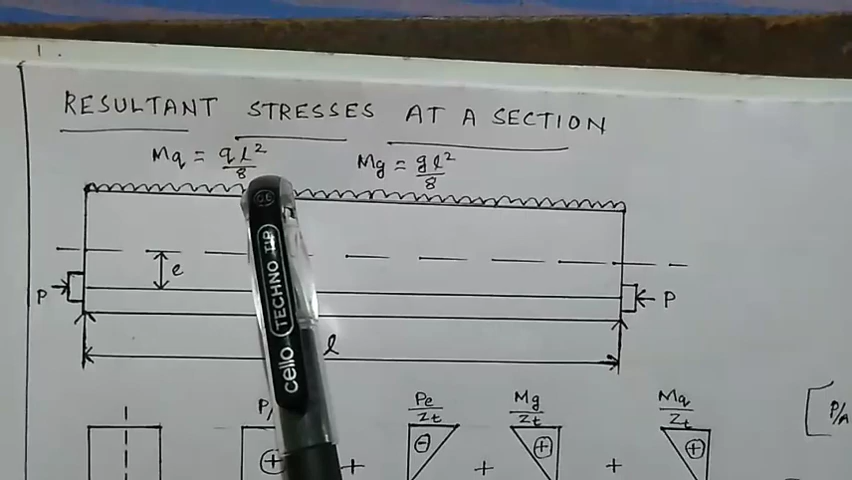 1.
RESULTANT STRESSES AT A SECTION
Mq = ql²/8 Mg = gl²/8
e
P P
l
cello TECHNO TIP
P/ Pe/Zt Mg/Zt Mq/Zt [P/A
⊕ + ⊖ + ⊕ + ⊕